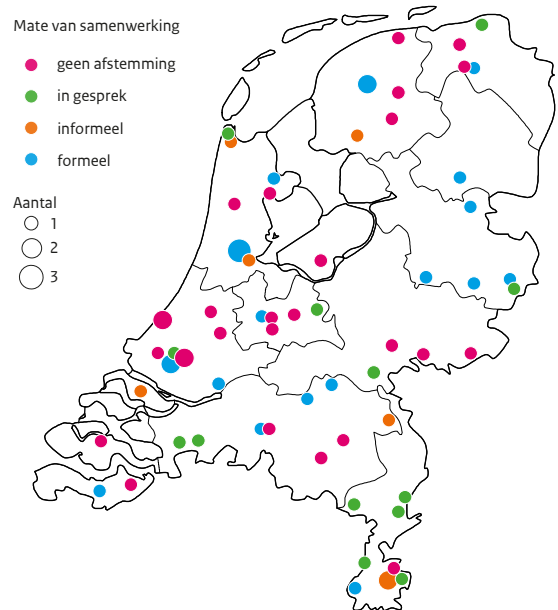 Mate van samenwerking
geen afstemming
in gesprek
informeel
formeel
Aantal
1
2
3